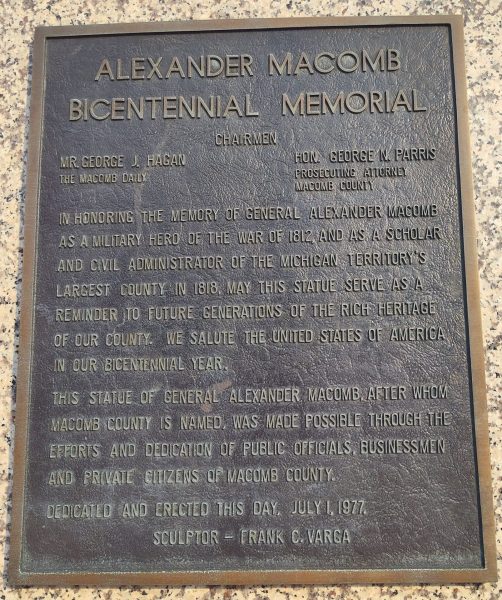 ALEXANDER MACOMB
BICENTENNIAL MEMORIAL
CHAIRMEN
MR. GEORGE J. HAGAN
THE MACOMB DAILY
HON. GEORGE N. PARRIS
PROSECUTING ATTORNEY
MACOMB COUNTY
IN HONORING THE MEMORY OF GENERAL ALEXANDER MACOMB
AS A MILITARY HERO OF THE WAR OF 1812, AND AS A SCHOLAR
AND CIVIL ADMINISTRATOR OF THE MICHIGAN TERRITORY'S
LARGEST COUNTY IN 1818, MAY THIS STATUE SERVE AS A
REMINDER TO FUTURE GENERATIONS OF THE RICH HERITAGE
OF OUR COUNTY. WE SALUTE THE UNITED STATES OF AMERICA
IN OUR BICENTENNIAL YEAR.
THIS STATUE OF GENERAL ALEXANDER MACOMB, AFTER WHOM
MACOMB COUNTY IS NAMED, WAS MADE POSSIBLE THROUGH THE
EFFORTS AND DEDICATION OF PUBLIC OFFICIALS, BUSINESSMEN
AND PRIVATE CITIZENS OF MACOMB COUNTY.
DEDICATED AND ERECTED THIS DAY, JULY 1, 1977.
SCULPTOR - FRANK C. VARGA